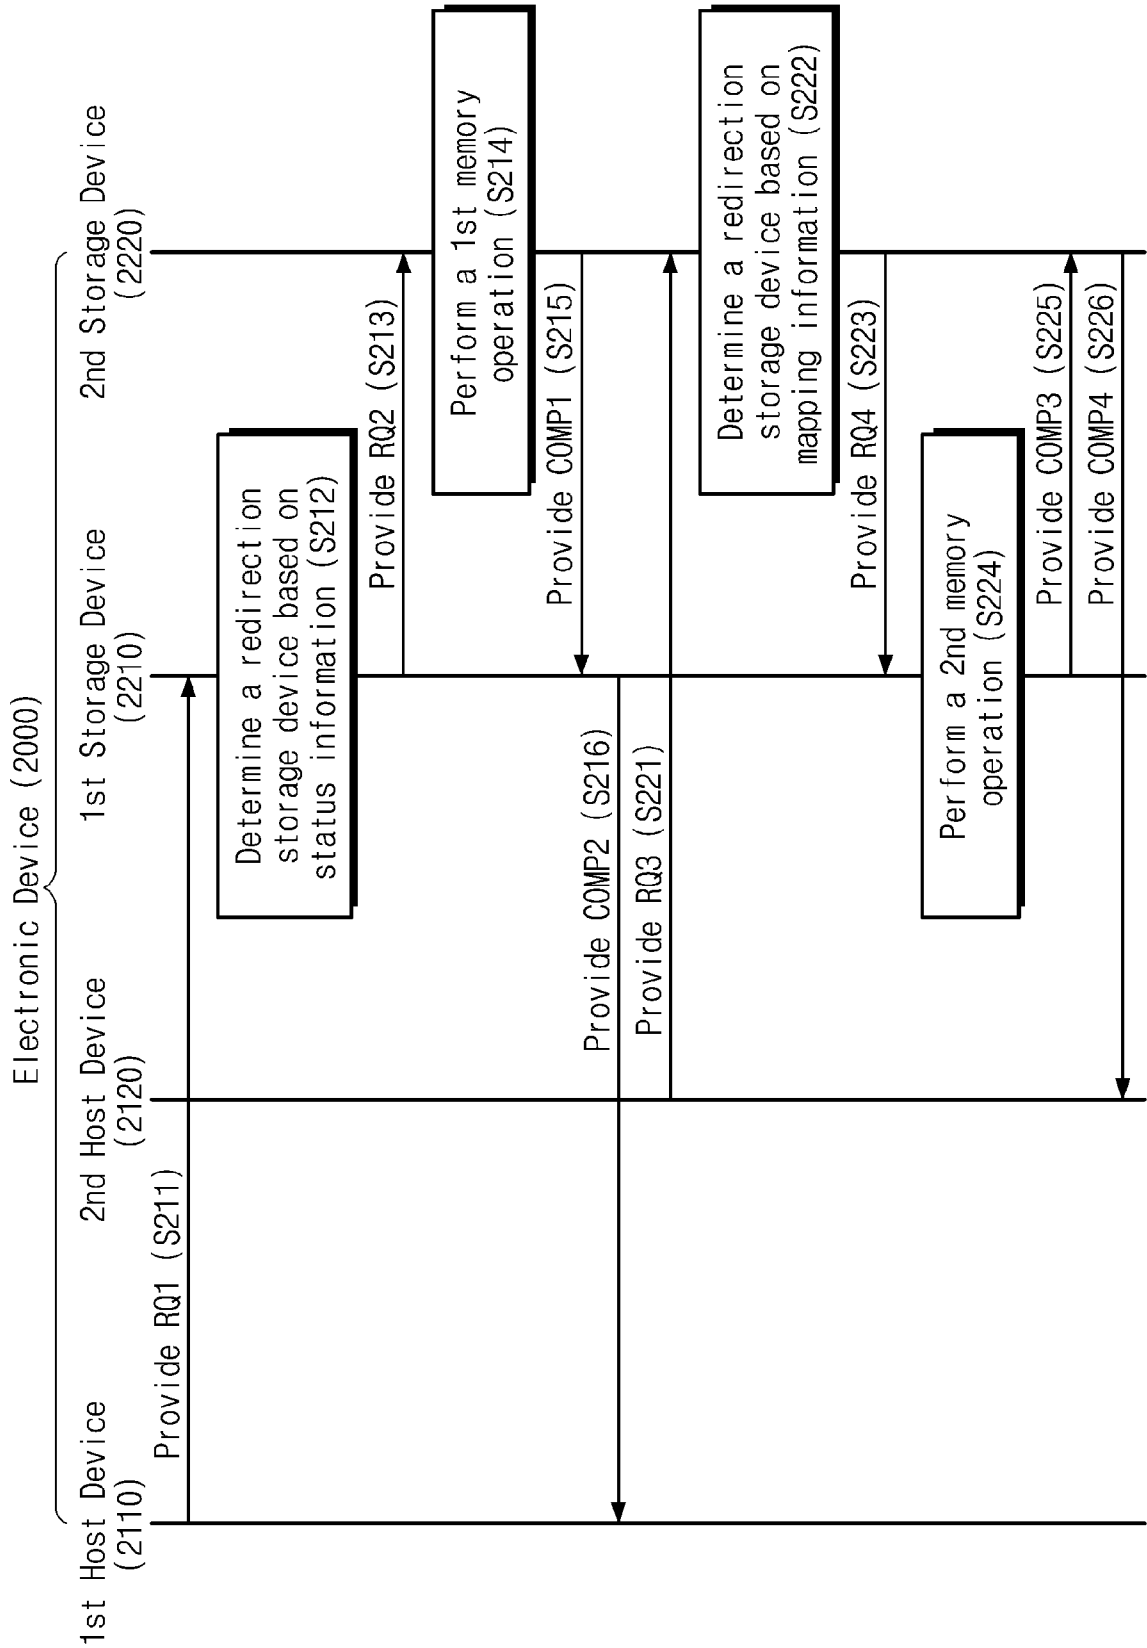 Electronic Device (2000)
1st Host Device
(2110)
2nd Host Device
(2120)
1st Storage Device
(2210)
2nd Storage Device
(2220)
Provide RQ1 (S211)
Determine a redirection
storage device based on
status information (S212)
Provide RQ2 (S213)
Perform a 1st memory
operation (S214)
Provide COMP1 (S215)
Provide COMP2 (S216)
Provide RQ3 (S221)
Determine a redirection
storage device based on
mapping information (S222)
Provide RQ4 (S223)
Perform a 2nd memory
operation (S224)
Provide COMP3 (S225)
Provide COMP4 (S226)